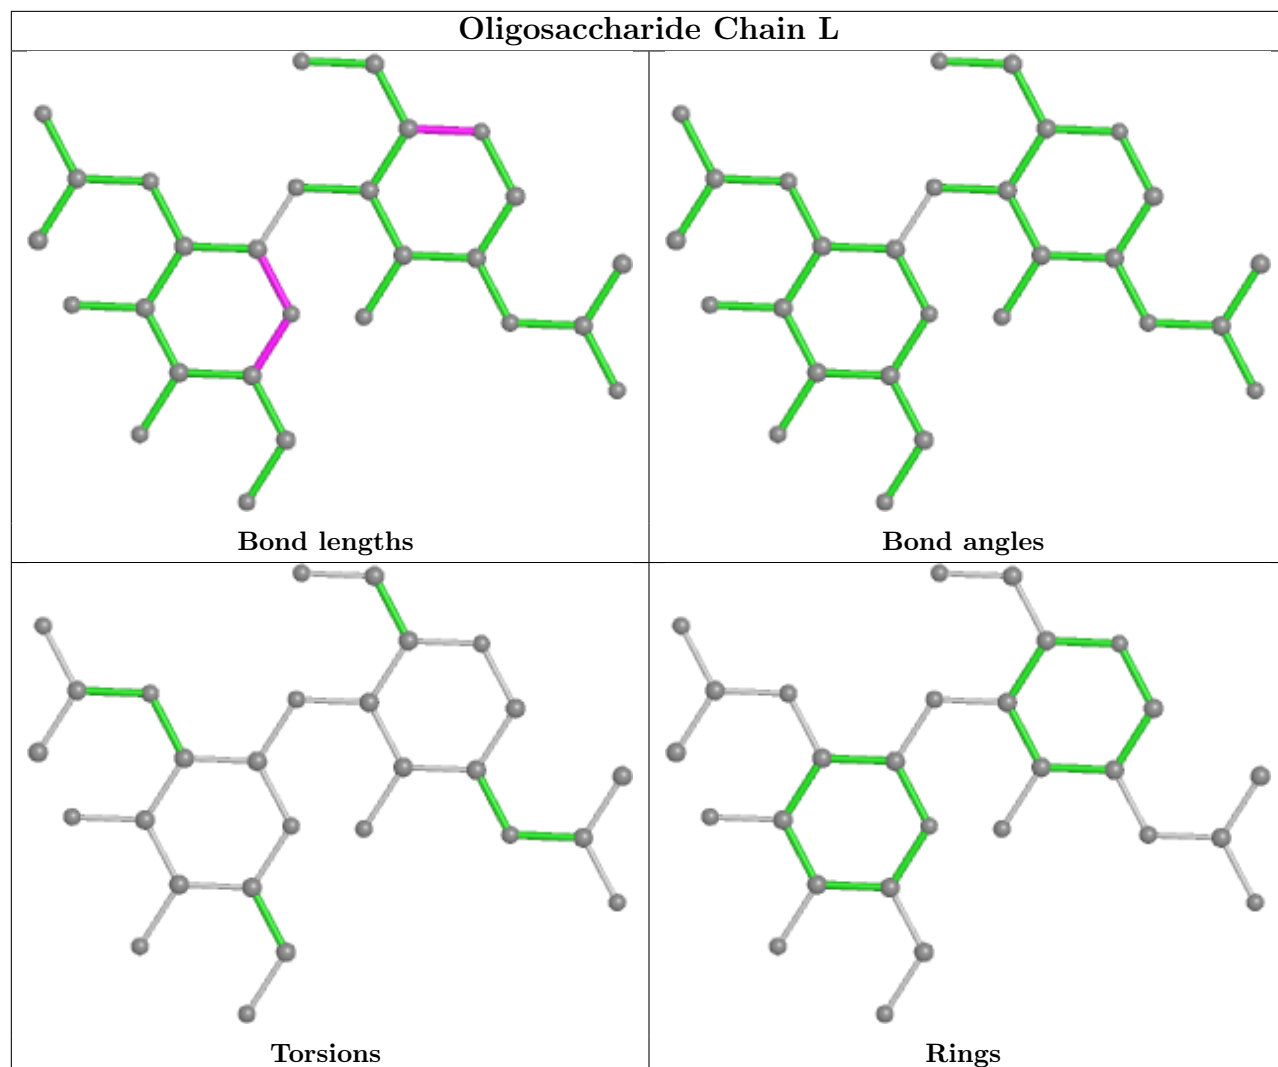 Oligosaccharide Chain L
Bond lengths
Bond angles
Torsions
Rings